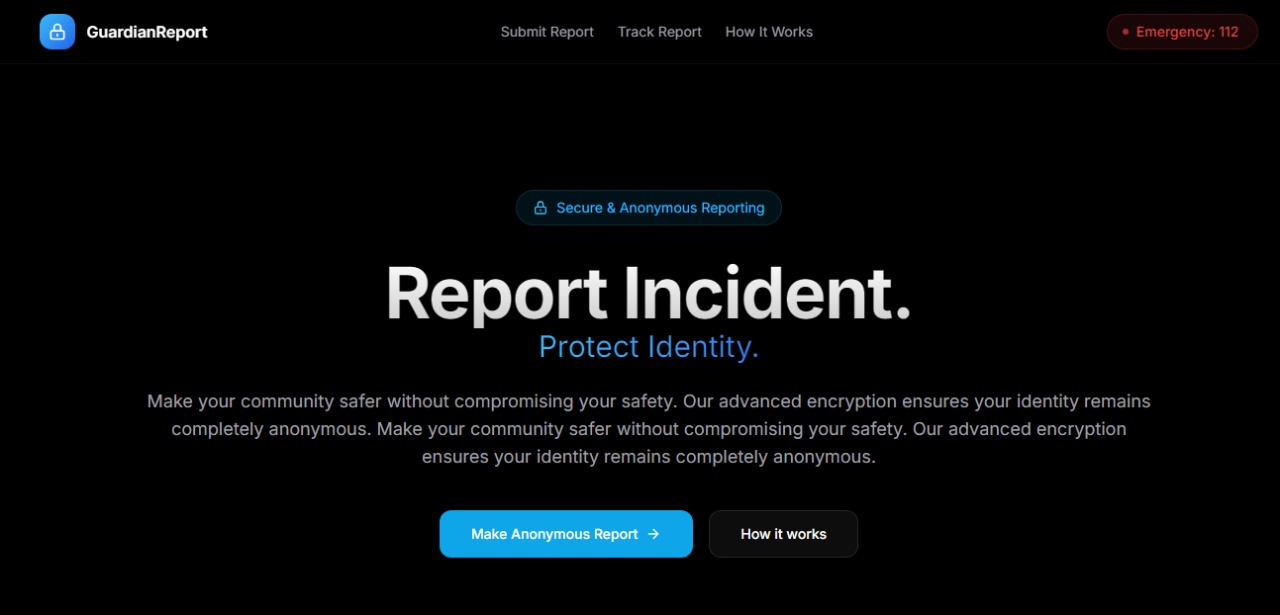 GuardianReport
Submit Report
Track Report
How It Works
Emergency: 112
Secure & Anonymous Reporting
Report Incident.
Protect Identity.
Make your community safer without compromising your safety. Our advanced encryption ensures your identity remains
completely anonymous. Make your community safer without compromising your safety. Our advanced encryption
ensures your identity remains completely anonymous.
Make Anonymous Report →
How it works